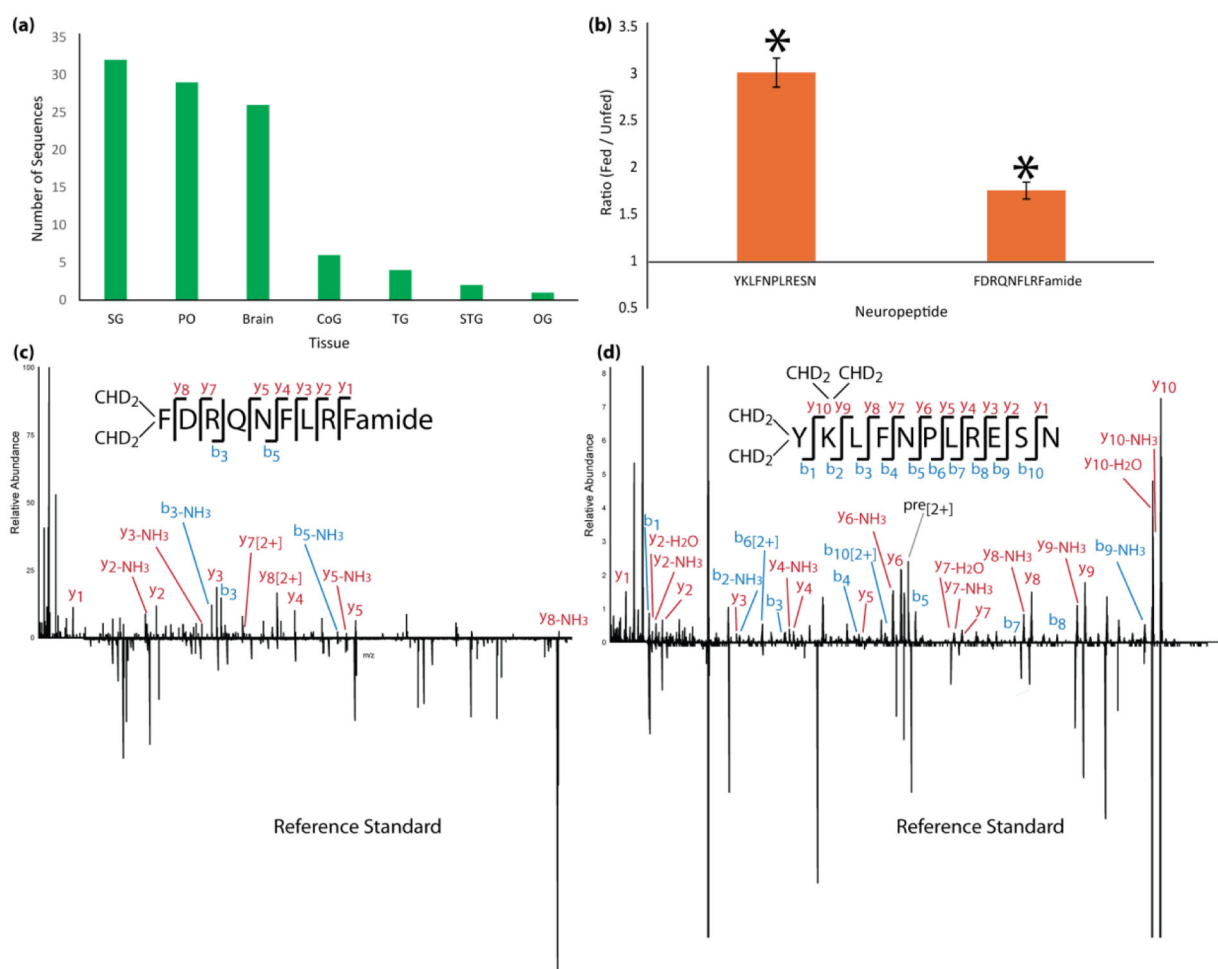 (a)
35
30
25
20
15
10
5
0
Number of Sequences
SG PO Brain CoG TG STG OG
Tissue
(b)
3.5
3
2.5
2
1.5
1
0.5
Ratio (Fed / Unfed)
* *
YKLFNPLRESN FDRQNFLRFamide
Neuropeptide
(c)
100
75
50
25
0
Relative Abundance
y8 y7 y5 y4 y3 y2 y1
CHD2
CHD2
FDRQNFLRFamide
b3 b5
b3-NH3
y3-NH3
y2-NH3
y7[2+]
b5-NH3
y8[2+]
y5-NH3
y1
y2
y3
b3
y4
y5
y8-NH3
m/z
Reference Standard
(d)
8
7
6
5
4
3
2
1
0
Relative Abundance
CHD2 CHD2
y10 y9 y8 y7 y6 y5 y4 y3 y2 y1
CHD2
CHD2
YKLFNPLRESN
b1 b2 b3 b4 b5 b6 b7 b8 b9 b10
y10
y10-NH3
y10-H2O
pre[2+]
y6-NH3
b1
y2-H2O
y2-NH3
b6[2+]
b10[2+]
y6
y1
y2
b2-NH3
y4-NH3
b4
y7-H2O
y8-NH3
y9-NH3
b9-NH3
y3
b3
y4
y5
b5
y7-NH3
y7
y8
y9
b7
b8
Reference Standard